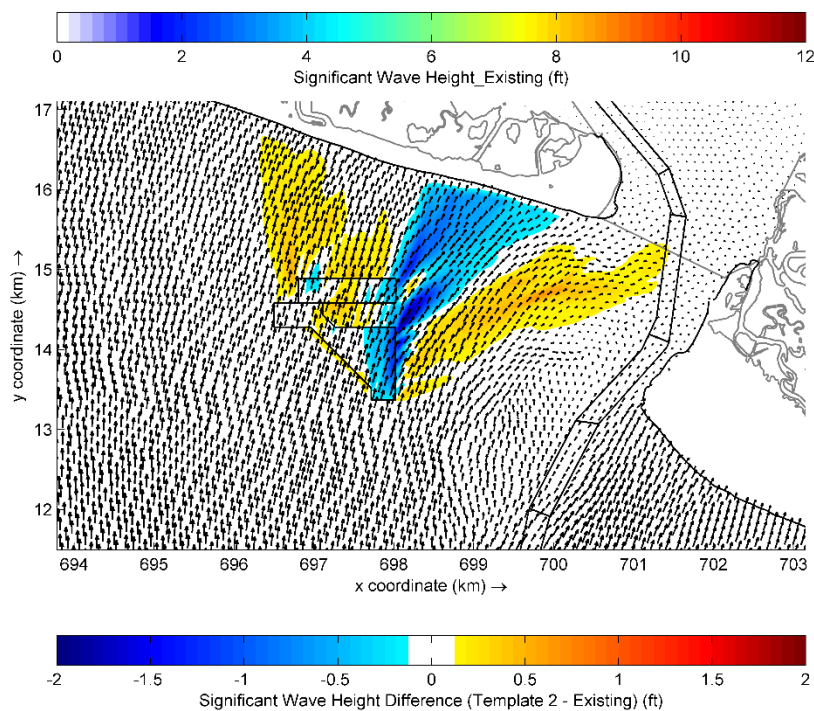 0 2 4 6 8 10 12
Significant Wave Height_Existing (ft)
17
16
15
14
13
12
y coordinate (km) →
694 695 696 697 698 699 700 701 702 703
x coordinate (km) →
-2 -1.5 -1 -0.5 0 0.5 1 1.5 2
Significant Wave Height Difference (Template 2 - Existing) (ft)